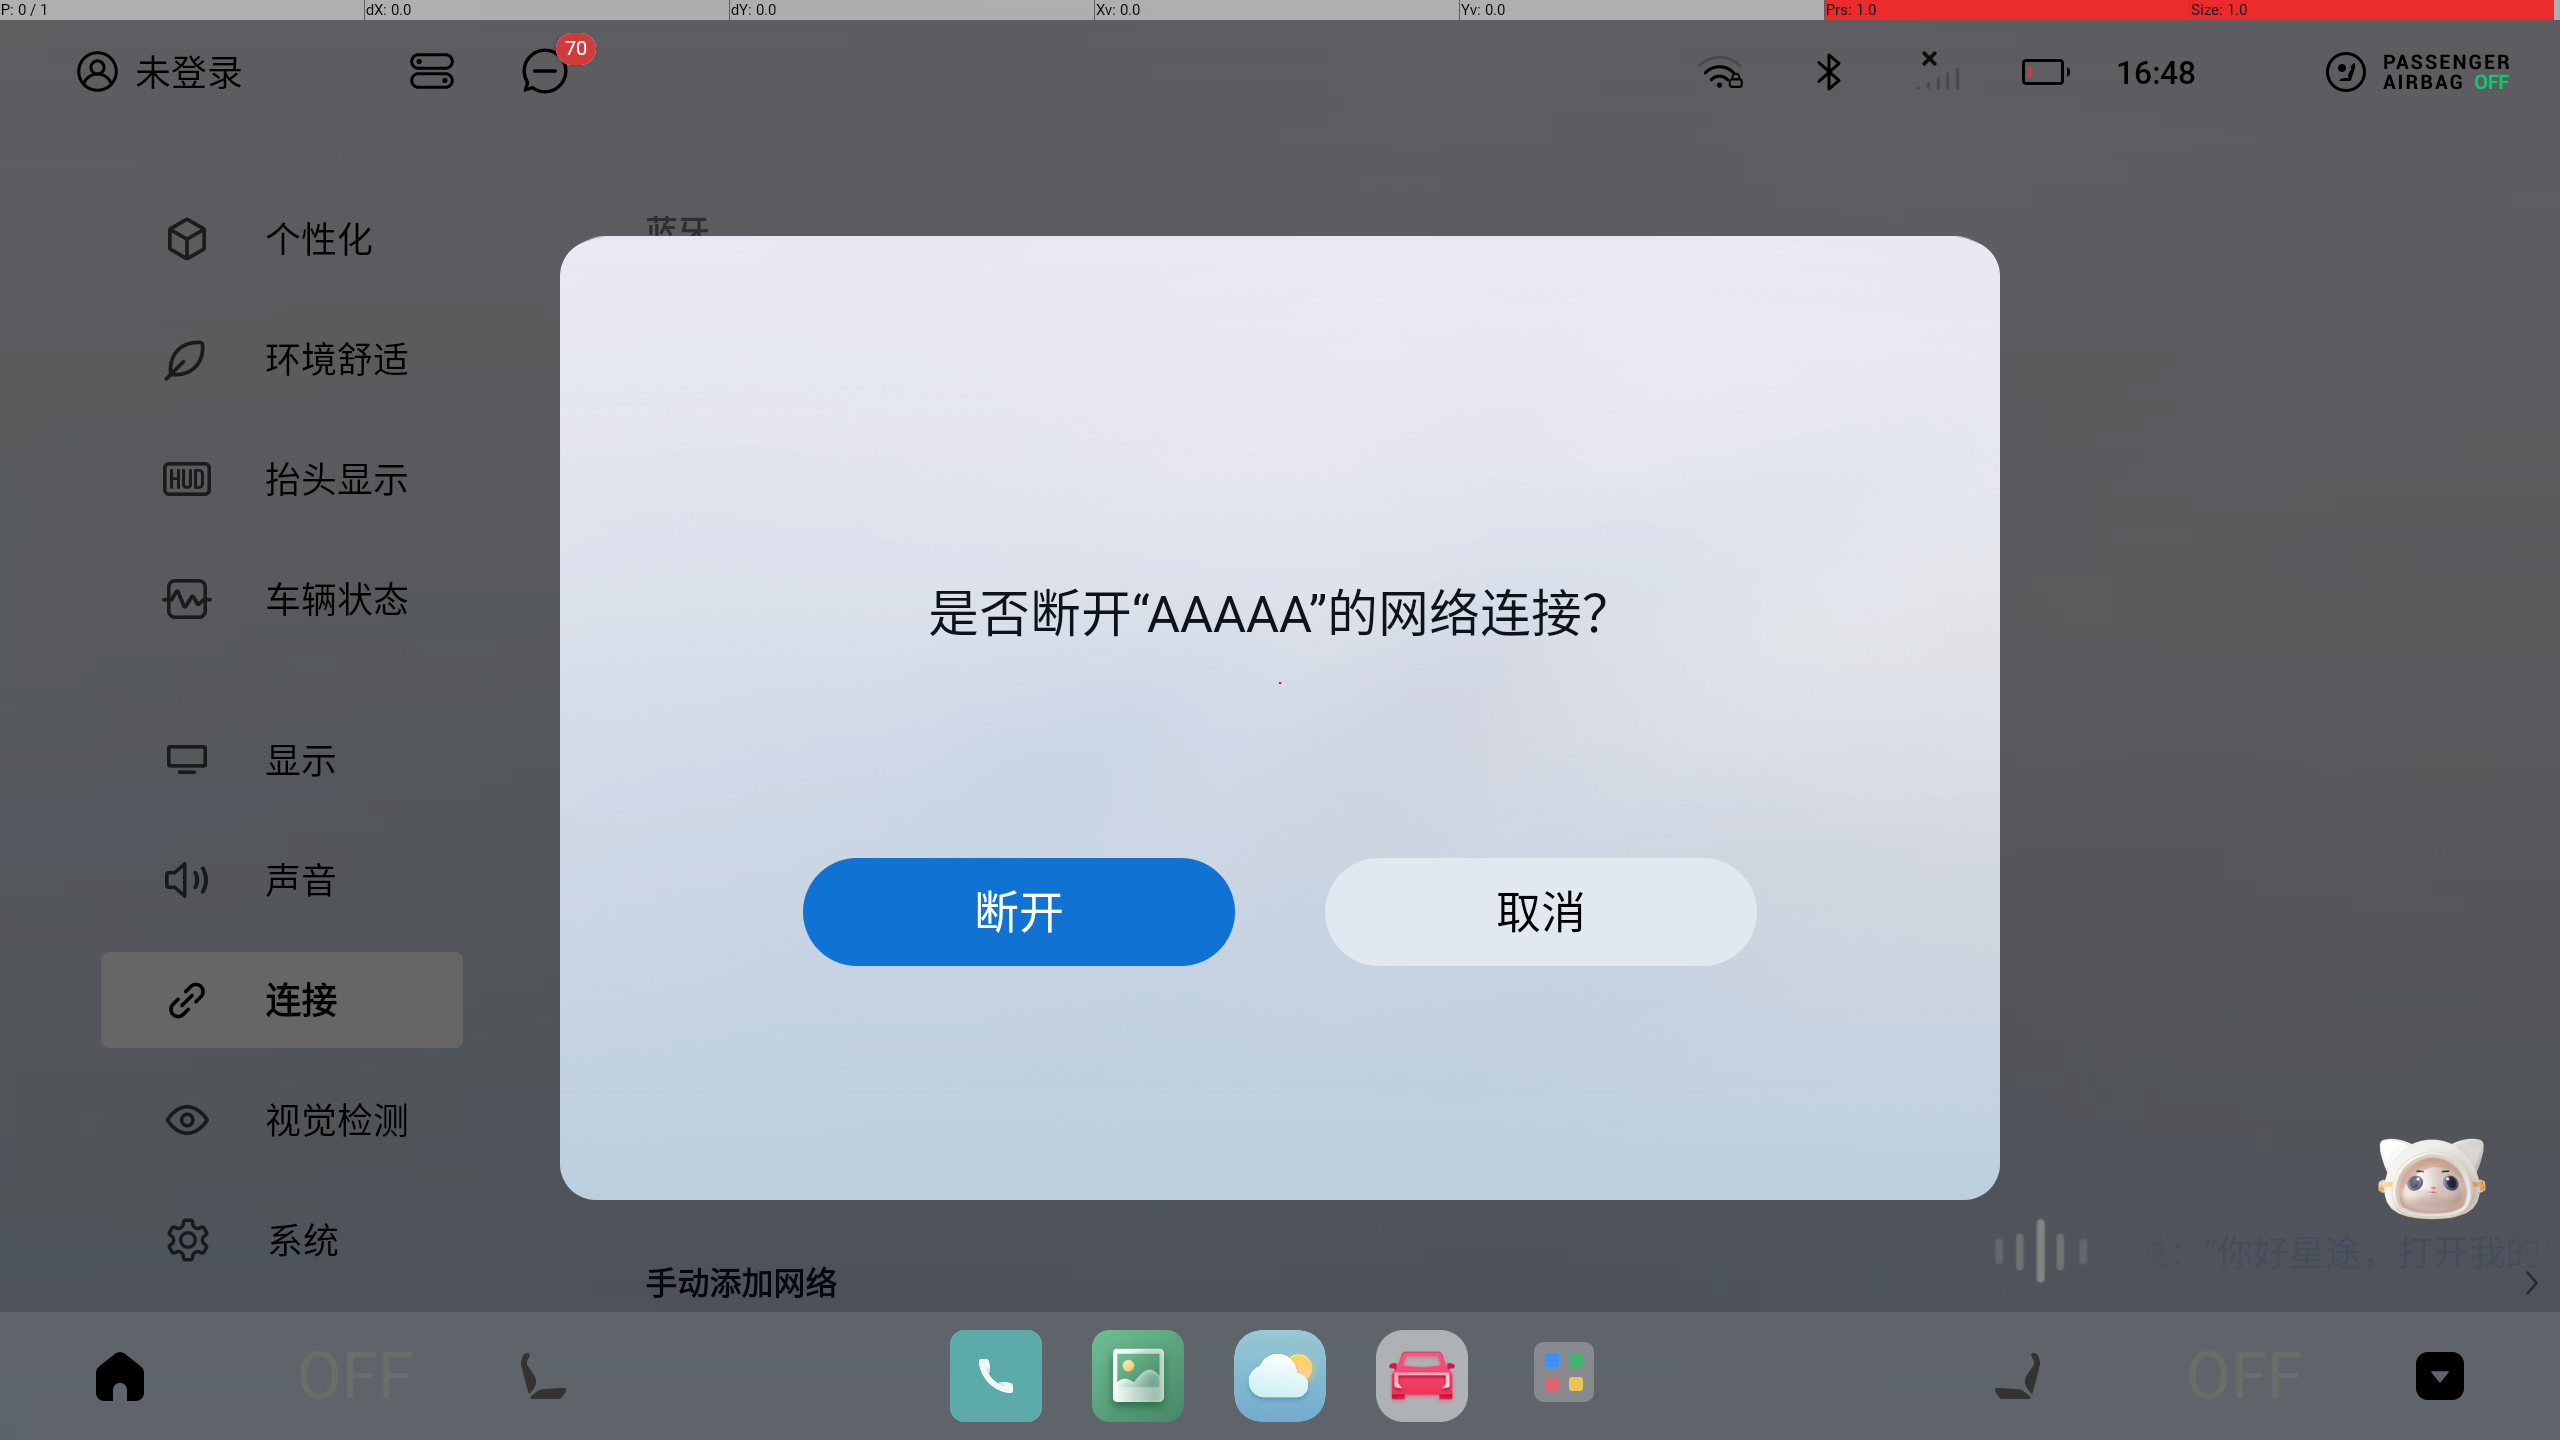 P: 0 / 1
dX: 0.0
dY: 0.0
Xv: 0.0
Yv: 0.0
Prs: 1.0
Size: 1.0
未登录
70
16:48
PASSENGER
AIRBAG OFF
个性化
蓝牙
环境舒适
HUD
抬头显示
车辆状态
是否断开“AAAAA”的网络连接?
显示
声音
断开
取消
连接
视觉检测
系统
说：“你好星途，打开我的
手动添加网络
OFF
OFF